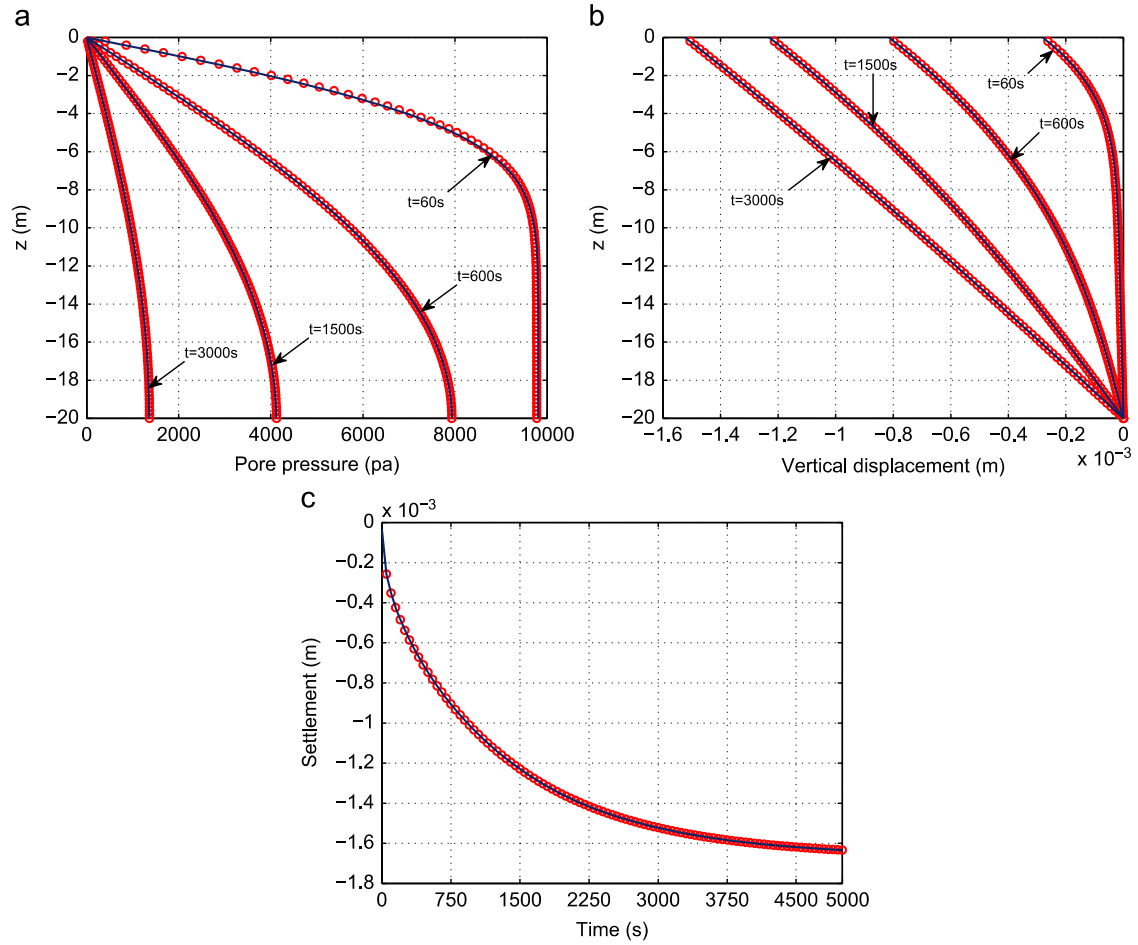 a
0
−2
−4
−6
−8
−10
−12
−14
−16
−18
−20
z (m)
t=60s
t=600s
t=1500s
t=3000s
0 2000 4000 6000 8000 10000
Pore pressure (pa)
b
0
−2
−4
−6
−8
−10
−12
−14
−16
−18
−20
z (m)
t=60s
t=1500s
t=600s
t=3000s
−1.6 −1.4 −1.2 −1 −0.8 −0.6 −0.4 −0.2 0
x 10−3
Vertical displacement (m)
c
x 10−3
0
−0.2
−0.4
−0.6
−0.8
−1
−1.2
−1.4
−1.6
−1.8
Settlement (m)
0 750 1500 2250 3000 3750 4500 5000
Time (s)